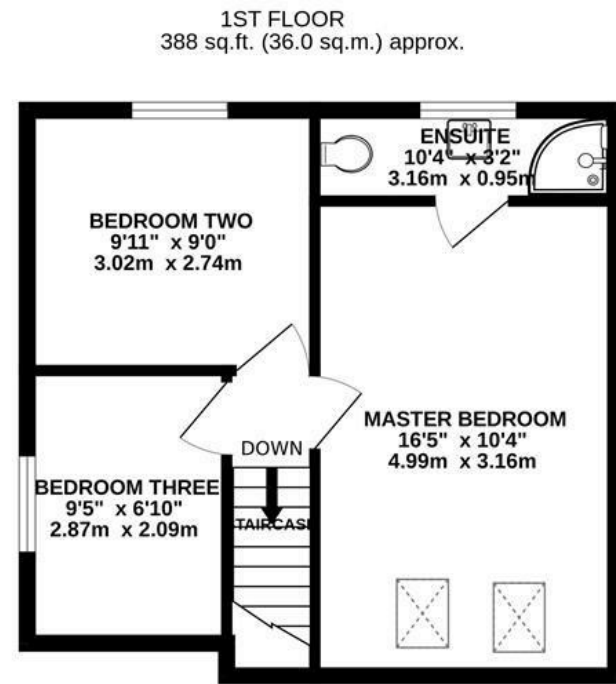 1ST FLOOR
388 sq.ft. (36.0 sq.m.) approx.
ENSUITE
10'4" x 3'2"
3.16m x 0.95m
BEDROOM TWO
9'11" x 9'0"
3.02m x 2.74m
MASTER BEDROOM
16'5" x 10'4"
4.99m x 3.16m
DOWN
BEDROOM THREE
9'5" x 6'10"
2.87m x 2.09m
STAIRCASE